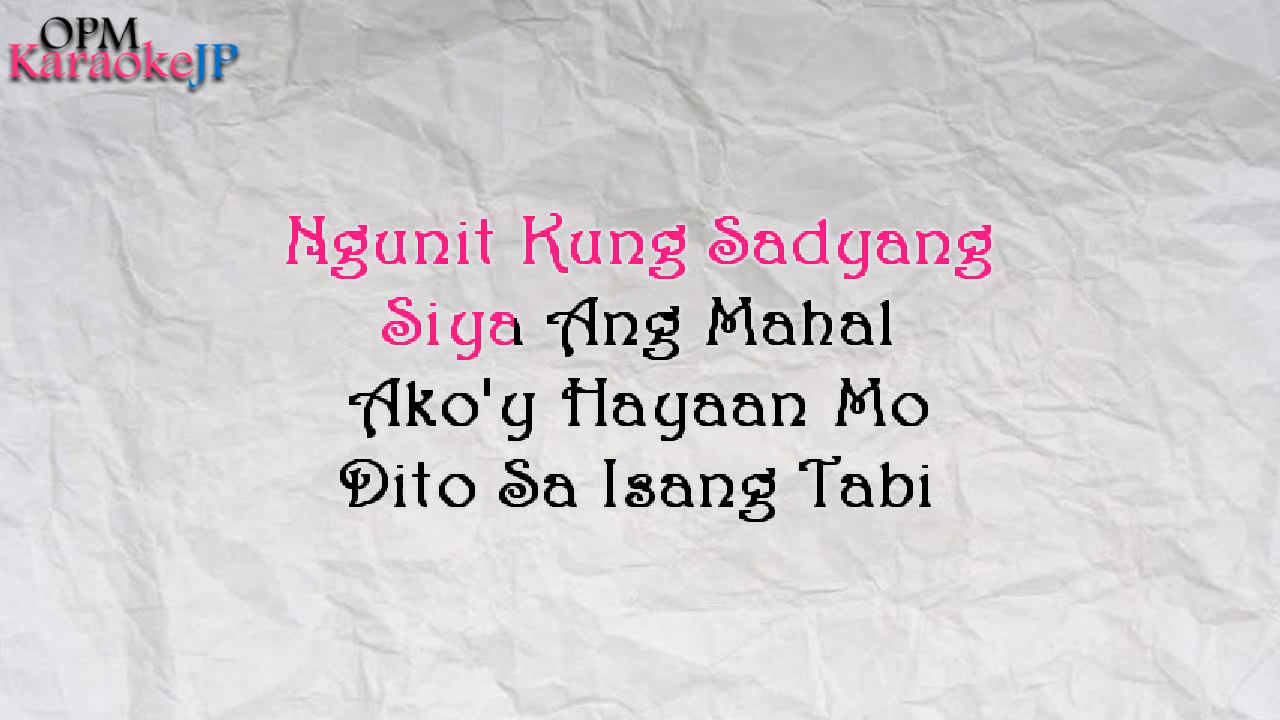 OPM
KaraokeJP
Ngunit Kung Sadyang
Siya Ang Mahal
Ako'y Hayaan Mo
Dito Sa Isang Tabi